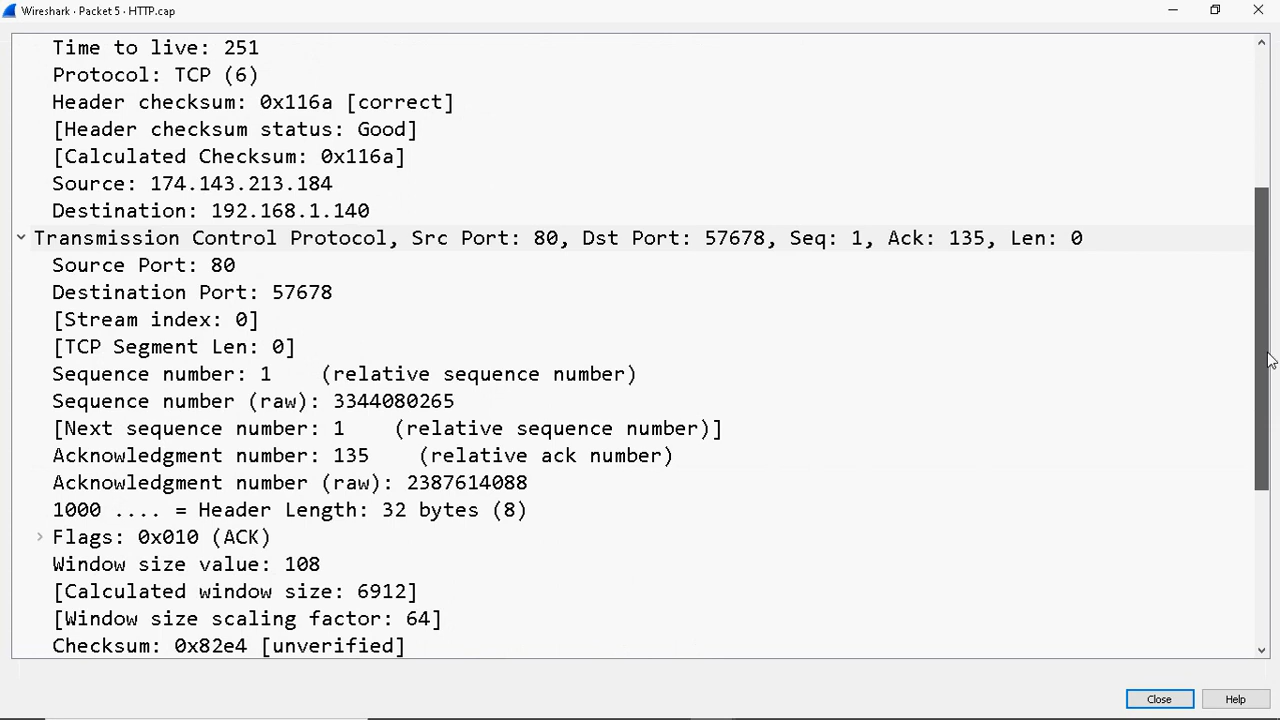 Wireshark · Packet 5 · HTTP.cap
Time to live: 251
Protocol: TCP (6)
Header checksum: 0x116a [correct]
[Header checksum status: Good]
[Calculated Checksum: 0x116a]
Source: 174.143.213.184
Destination: 192.168.1.140
Transmission Control Protocol, Src Port: 80, Dst Port: 57678, Seq: 1, Ack: 135, Len: 0
Source Port: 80
Destination Port: 57678
[Stream index: 0]
[TCP Segment Len: 0]
Sequence number: 1    (relative sequence number)
Sequence number (raw): 3344080265
[Next sequence number: 1    (relative sequence number)]
Acknowledgment number: 135    (relative ack number)
Acknowledgment number (raw): 2387614088
1000 .... = Header Length: 32 bytes (8)
Flags: 0x010 (ACK)
Window size value: 108
[Calculated window size: 6912]
[Window size scaling factor: 64]
Checksum: 0x82e4 [unverified]
Close
Help